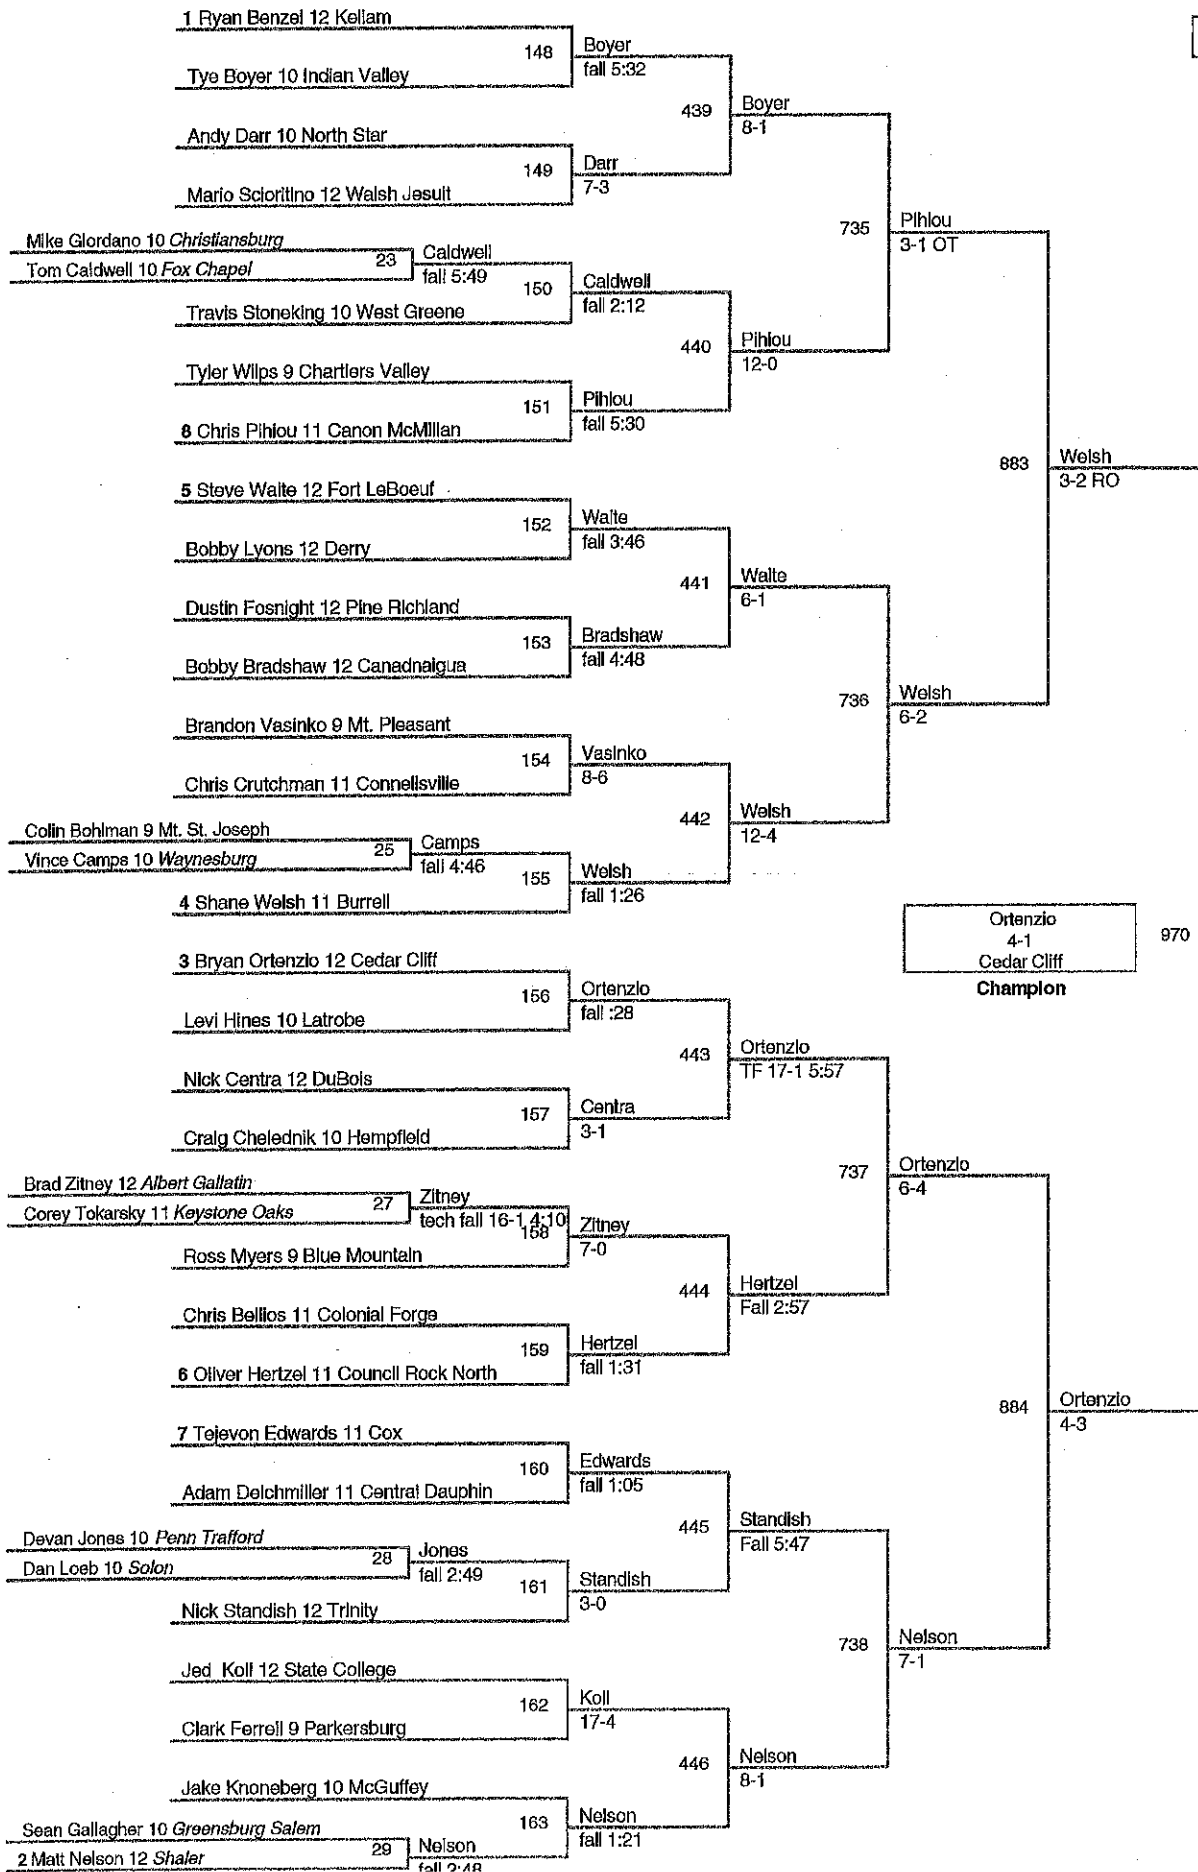 1 Ryan Benzel 12 Kellam
148
Boyer
fall 5:32
Tye Boyer 10 Indian Valley
439
Boyer
8-1
Andy Darr 10 North Star
149
Darr
7-3
Mario Scioritino 12 Walsh Jesuit
735
Pihiou
3-1 OT
Mike Giordano 10 Christiansburg
23
Caldwell
fall 5:49
Tom Caldwell 10 Fox Chapel
150
Caldwell
fall 2:12
Travis Stoneking 10 West Greene
440
Pihiou
12-0
Tyler Wilps 9 Chartiers Valley
151
Pihiou
fall 5:30
8 Chris Pihiou 11 Canon McMillan
883
Welsh
3-2 RO
5 Steve Waite 12 Fort LeBoeuf
152
Waite
fall 3:46
Bobby Lyons 12 Derry
441
Waite
6-1
Dustin Fosnight 12 Pine Richland
153
Bradshaw
fall 4:48
Bobby Bradshaw 12 Canadnaigua
736
Welsh
6-2
Brandon Vasinko 9 Mt. Pleasant
154
Vasinko
8-6
Chris Crutchman 11 Connellsville
442
Welsh
12-4
Colin Bohlman 9 Mt. St. Joseph
25
Camps
fall 4:46
Vince Camps 10 Waynesburg
155
Welsh
fall 1:26
4 Shane Welsh 11 Burrell
Ortenzio
4-1
Cedar Cliff
970
Champion
3 Bryan Ortenzio 12 Cedar Cliff
156
Ortenzio
fall :28
Levi Hines 10 Latrobe
443
Ortenzio
TF 17-1 5:57
Nick Centra 12 DuBois
157
Centra
3-1
Craig Chelednik 10 Hempfield
737
Ortenzio
6-4
Brad Zitney 12 Albert Gallatin
27
Zitney
tech fall 16-1 4:10
Corey Tokarsky 11 Keystone Oaks
158
Zitney
7-0
Ross Myers 9 Blue Mountain
444
Hertzel
Fall 2:57
Chris Bellios 11 Colonial Forge
159
Hertzel
fall 1:31
6 Oliver Hertzel 11 Council Rock North
884
Ortenzio
4-3
7 Tejevon Edwards 11 Cox
160
Edwards
fall 1:05
Adam Delchmiller 11 Central Dauphin
445
Standish
Fall 5:47
Devan Jones 10 Penn Trafford
28
Jones
fall 2:49
Dan Loeb 10 Solon
161
Standish
3-0
Nick Standish 12 Trinity
738
Nelson
7-1
Jed Koll 12 State College
162
Koll
17-4
Clark Ferrell 9 Parkersburg
446
Nelson
8-1
Jake Knoneberg 10 McGuffey
163
Nelson
fall 1:21
Sean Gallagher 10 Greensburg Salem
29
Nelson
fall 2:48
2 Matt Nelson 12 Shaler